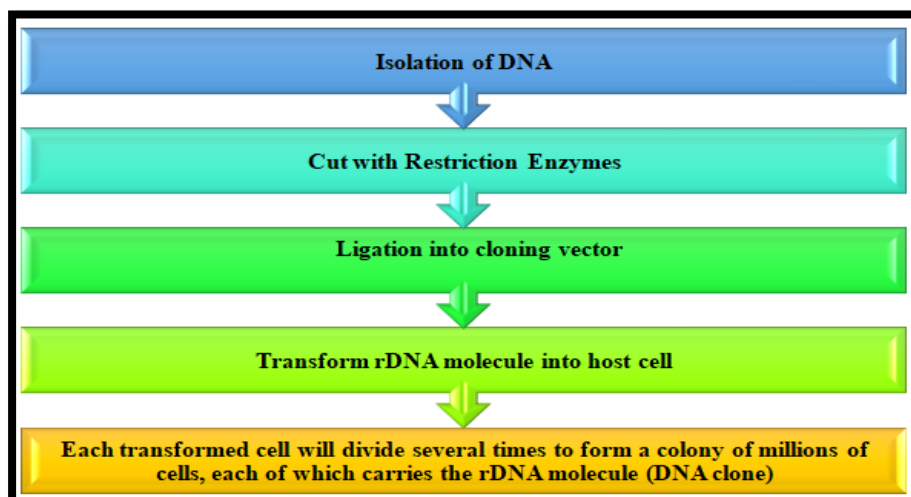 Isolation of DNA
Cut with Restriction Enzymes
Ligation into cloning vector
Transform rDNA molecule into host cell
Each transformed cell will divide several times to form a colony of millions of
cells, each of which carries the rDNA molecule (DNA clone)